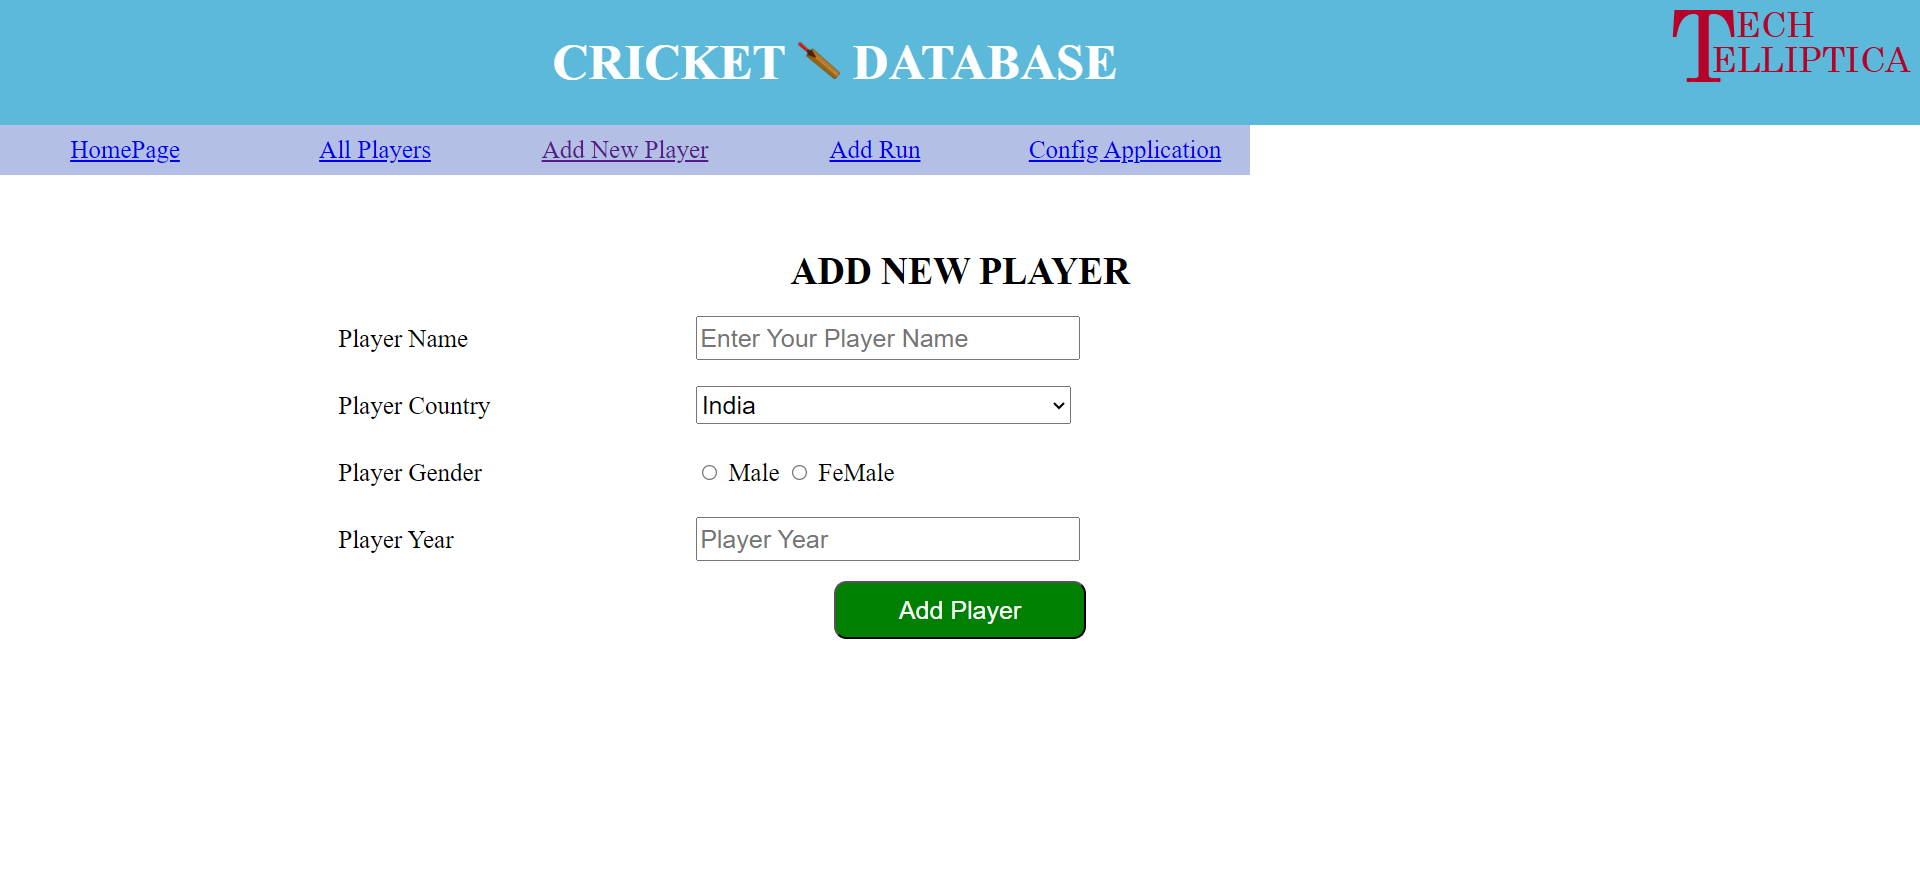 CRICKET DATABASE
TECH
TELLIPTICA
HomePage All Players Add New Player Add Run Config Application
ADD NEW PLAYER
Player Name Enter Your Player Name
Player Country India
Player Gender Male FeMale
Player Year Player Year
Add Player